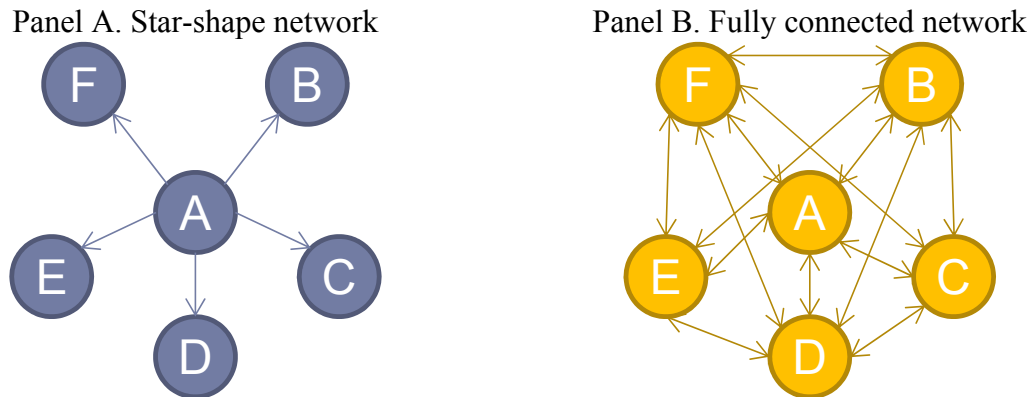 Panel A. Star-shape network
F B
A
E C
D
Panel B. Fully connected network
F B
A
E C
D